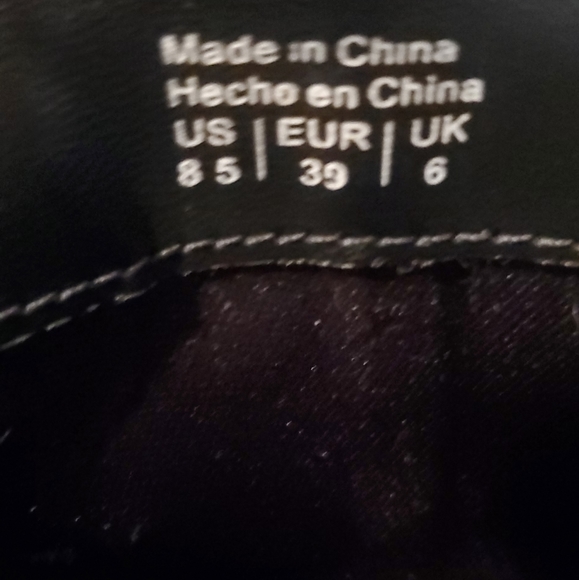 Made in China
Hecho en China
US | EUR | UK
8 5 | 39 | 6